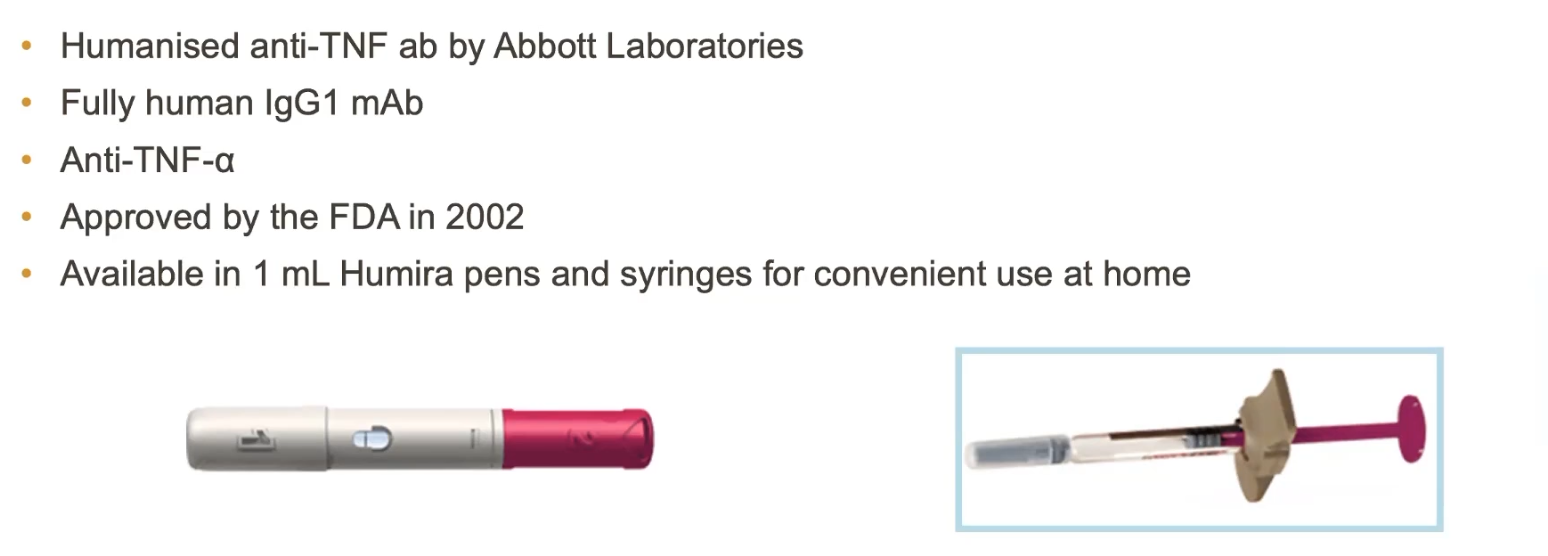 • Humanised anti-TNF ab by Abbott Laboratories
• Fully human IgG1 mAb
• Anti-TNF-α
• Approved by the FDA in 2002
• Available in 1 mL Humira pens and syringes for convenient use at home